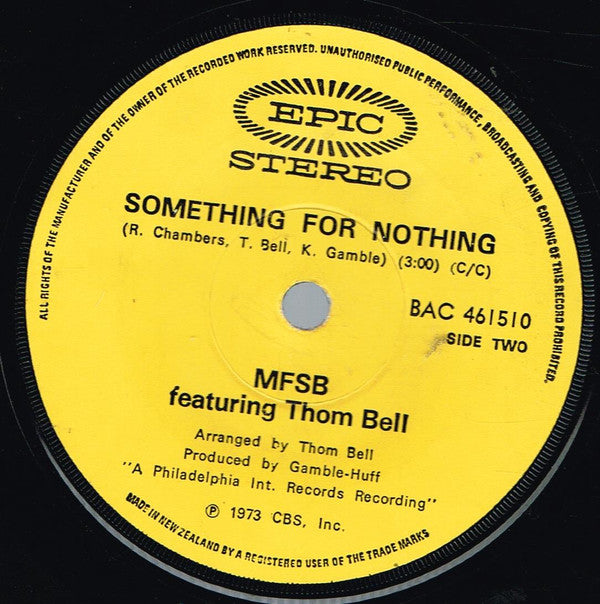 ALL RIGHTS OF THE MANUFACTURER AND OF THE OWNER OF THE RECORDED WORK RESERVED. UNAUTHORISED PUBLIC PERFORMANCE, BROADCASTING AND COPYING OF THIS RECORD PROHIBITED.
EPIC
STEREO
SOMETHING FOR NOTHING
(R. Chambers, T. Bell, K. Gamble) (3:00) (C/C)
BAC 461510
SIDE TWO
MFSB
featuring Thom Bell
Arranged by Thom Bell
Produced by Gamble-Huff
"A Philadelphia Int. Records Recording"
℗ 1973 CBS, Inc.
MADE IN NEW ZEALAND BY A REGISTERED USER OF THE TRADE MARKS